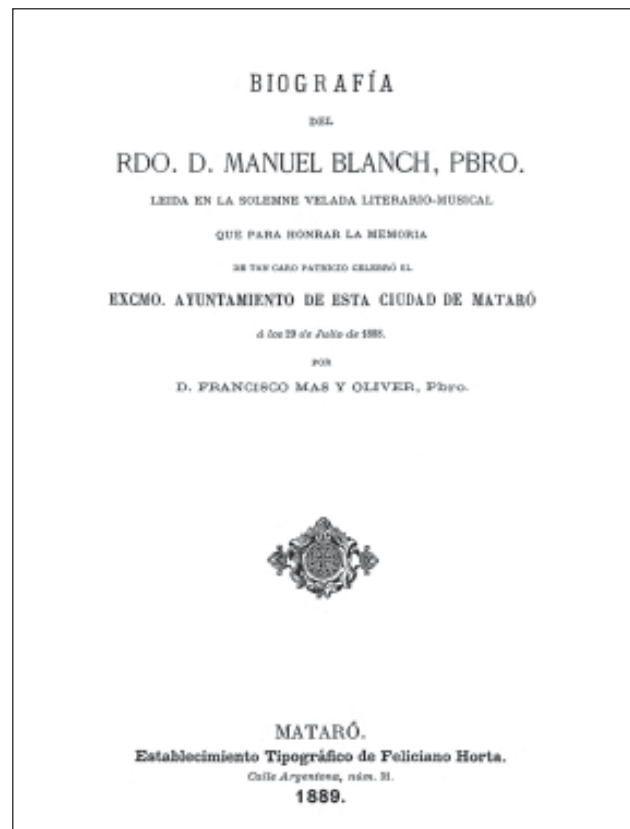 BIOGRAFÍA
DEL
RDO. D. MANUEL BLANCH, PBRO.
LEIDA EN LA SOLEMNE VELADA LITERARIO-MUSICAL
QUE PARA HONRAR LA MEMORIA
DE TAN CARO PATRICIO CELEBRÓ EL
EXCMO. AYUNTAMIENTO DE ESTA CIUDAD DE MATARÓ
á los 29 de Julio de 1888.
POR
D. FRANCISCO MAS Y OLIVER, Pbro.
MATARÓ.
Establecimiento Tipográfico de Feliciano Horta.
Calle Argentona, núm.
1889.